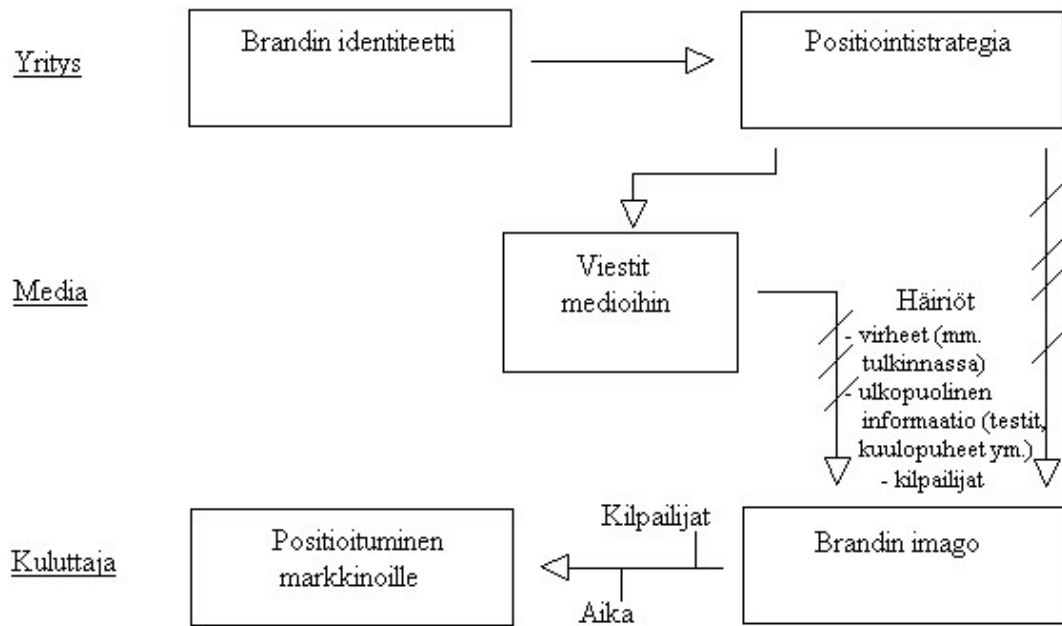 Yritys
Brandin identiteetti
Positiointistrategia
Media
Viestit
medioihin
Häiriöt
- virheet (mm.
tulkinnassa)
- ulkopuolinen
informaatio (testit,
kuulopuheet ym.)
- kilpailijat
Kuluttaja
Positioituminen
markkinoille
Kilpailijat
Aika
Brandin imago